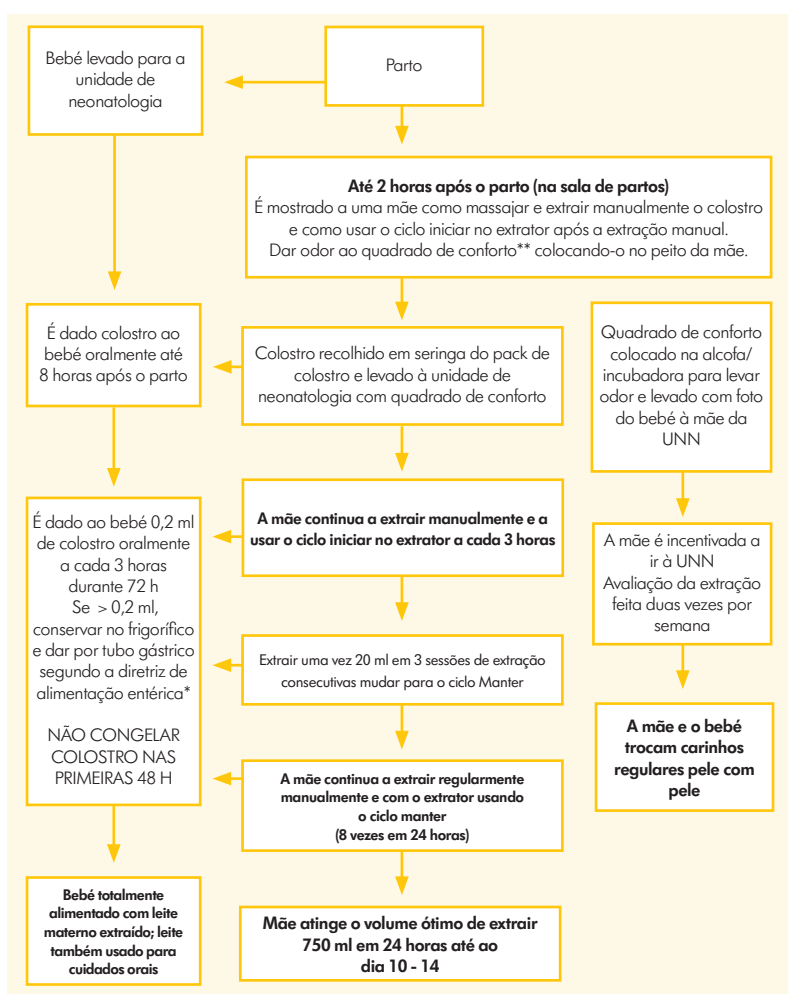 Bebé levado para a
unidade de
neonatologia
Parto
Até 2 horas após o parto (na sala de partos)
É mostrado a uma mãe como massajar e extrair manualmente o colostro
e como usar o ciclo iniciar no extrator após a extração manual.
Dar odor ao quadrado de conforto** colocando-o no peito da mãe.
É dado colostro ao
bebé oralmente até
8 horas após o parto
Colostro recolhido em seringa do pack de
colostro e levado à unidade de
neonatologia com quadrado de conforto
Quadrado de conforto
colocado na alcofa/
incubadora para levar
odor e levado com foto
do bebé à mãe da
UNN
É dado ao bebé 0,2 ml
de colostro oralmente
a cada 3 horas
durante 72 h
Se > 0,2 ml,
conservar no frigorífico
e dar por tubo gástrico
segundo a diretriz de
alimentação entérica*
NÃO CONGELAR
COLOSTRO NAS
PRIMEIRAS 48 H
A mãe continua a extrair manualmente e a
usar o ciclo iniciar no extrator a cada 3 horas
A mãe é incentivada a
ir à UNN
Avaliação da extração
feita duas vezes por
semana
Extrair uma vez 20 ml em 3 sessões de extração
consecutivas mudar para o ciclo Manter
A mãe e o bebé
trocam carinhos
regulares pele com
pele
A mãe continua a extrair regularmente
manualmente e com o extrator usando
o ciclo manter
(8 vezes em 24 horas)
Bebé totalmente
alimentado com leite
materno extraído; leite
também usado para
cuidados orais
Mãe atinge o volume ótimo de extrair
750 ml em 24 horas até ao
dia 10 - 14